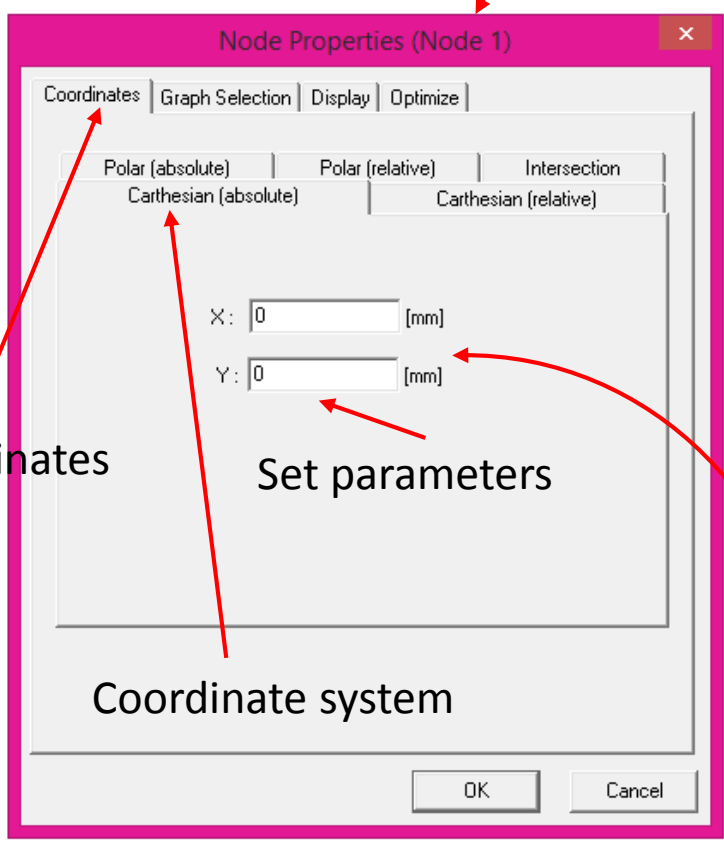 Node Properties (Node 1)
Coordinates Graph Selection Display Optimize
Polar (absolute) Polar (relative) Intersection
Carthesian (absolute) Carthesian (relative)
X: 0 [mm]
Y: 0 [mm]
inates
Set parameters
Coordinate system
OK Cancel